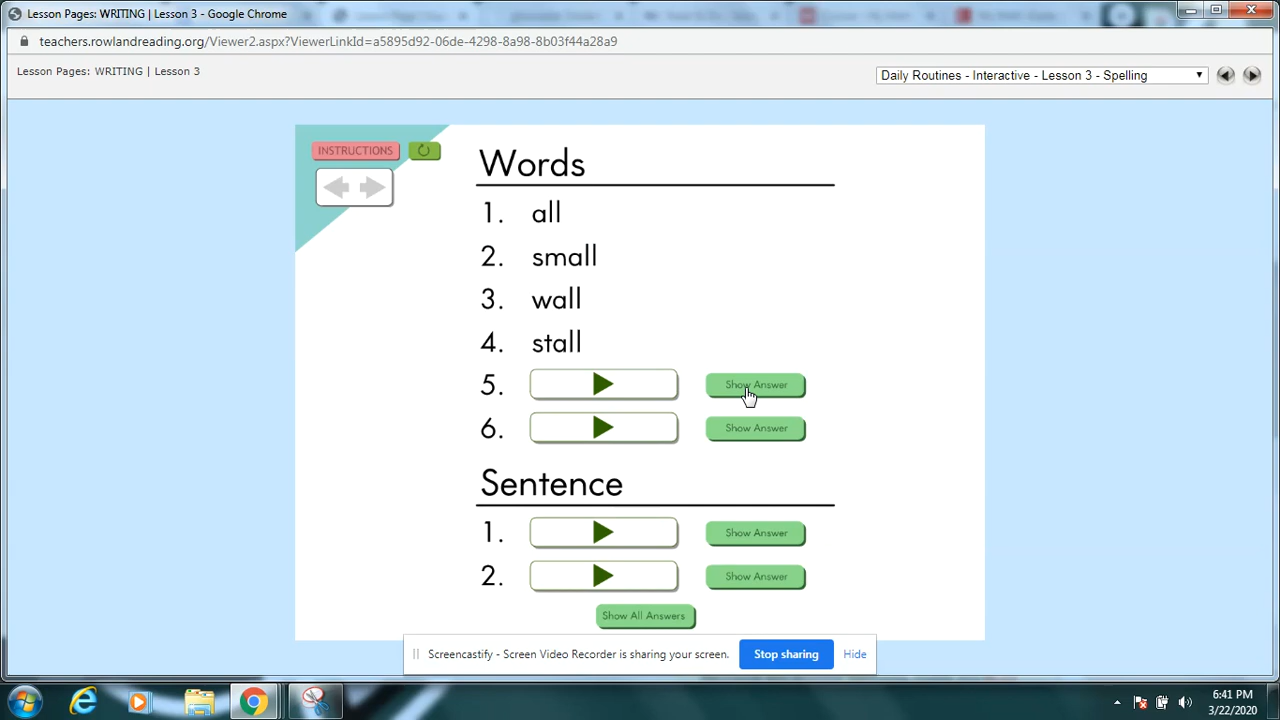 Lesson Pages: WRITING | Lesson 3 - Google Chrome
teachers.rowlandreading.org/Viewer2.aspx?ViewerLinkId=a5895d92-06de-4298-8a98-8b03f44a28a9
Lesson Pages: WRITING | Lesson 3
Daily Routines - Interactive - Lesson 3 - Spelling
INSTRUCTIONS
Words
1. all
2. small
3. wall
4. stall
5. Show Answer
6. Show Answer
Sentence
1. Show Answer
2. Show Answer
Show All Answers
Screencastify - Screen Video Recorder is sharing your screen. Stop sharing Hide
6:41 PM
3/22/2020